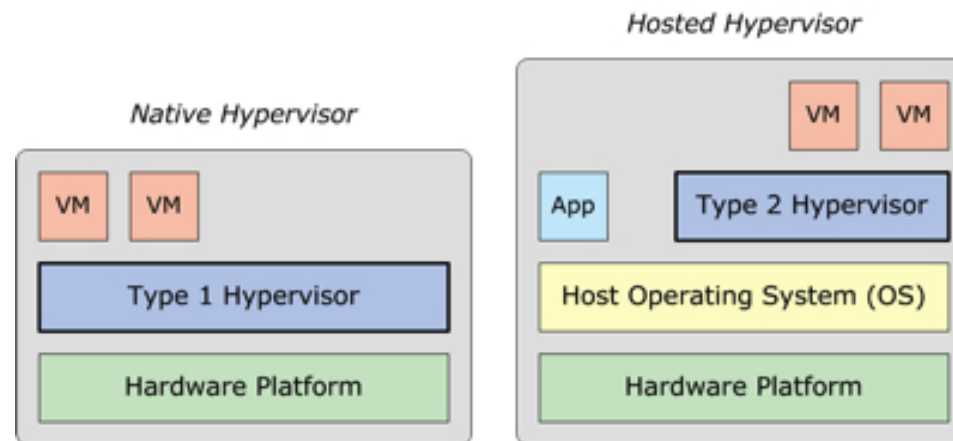 Native Hypervisor
VM
VM
Type 1 Hypervisor
Hardware Platform
Hosted Hypervisor
VM
VM
App
Type 2 Hypervisor
Host Operating System (OS)
Hardware Platform